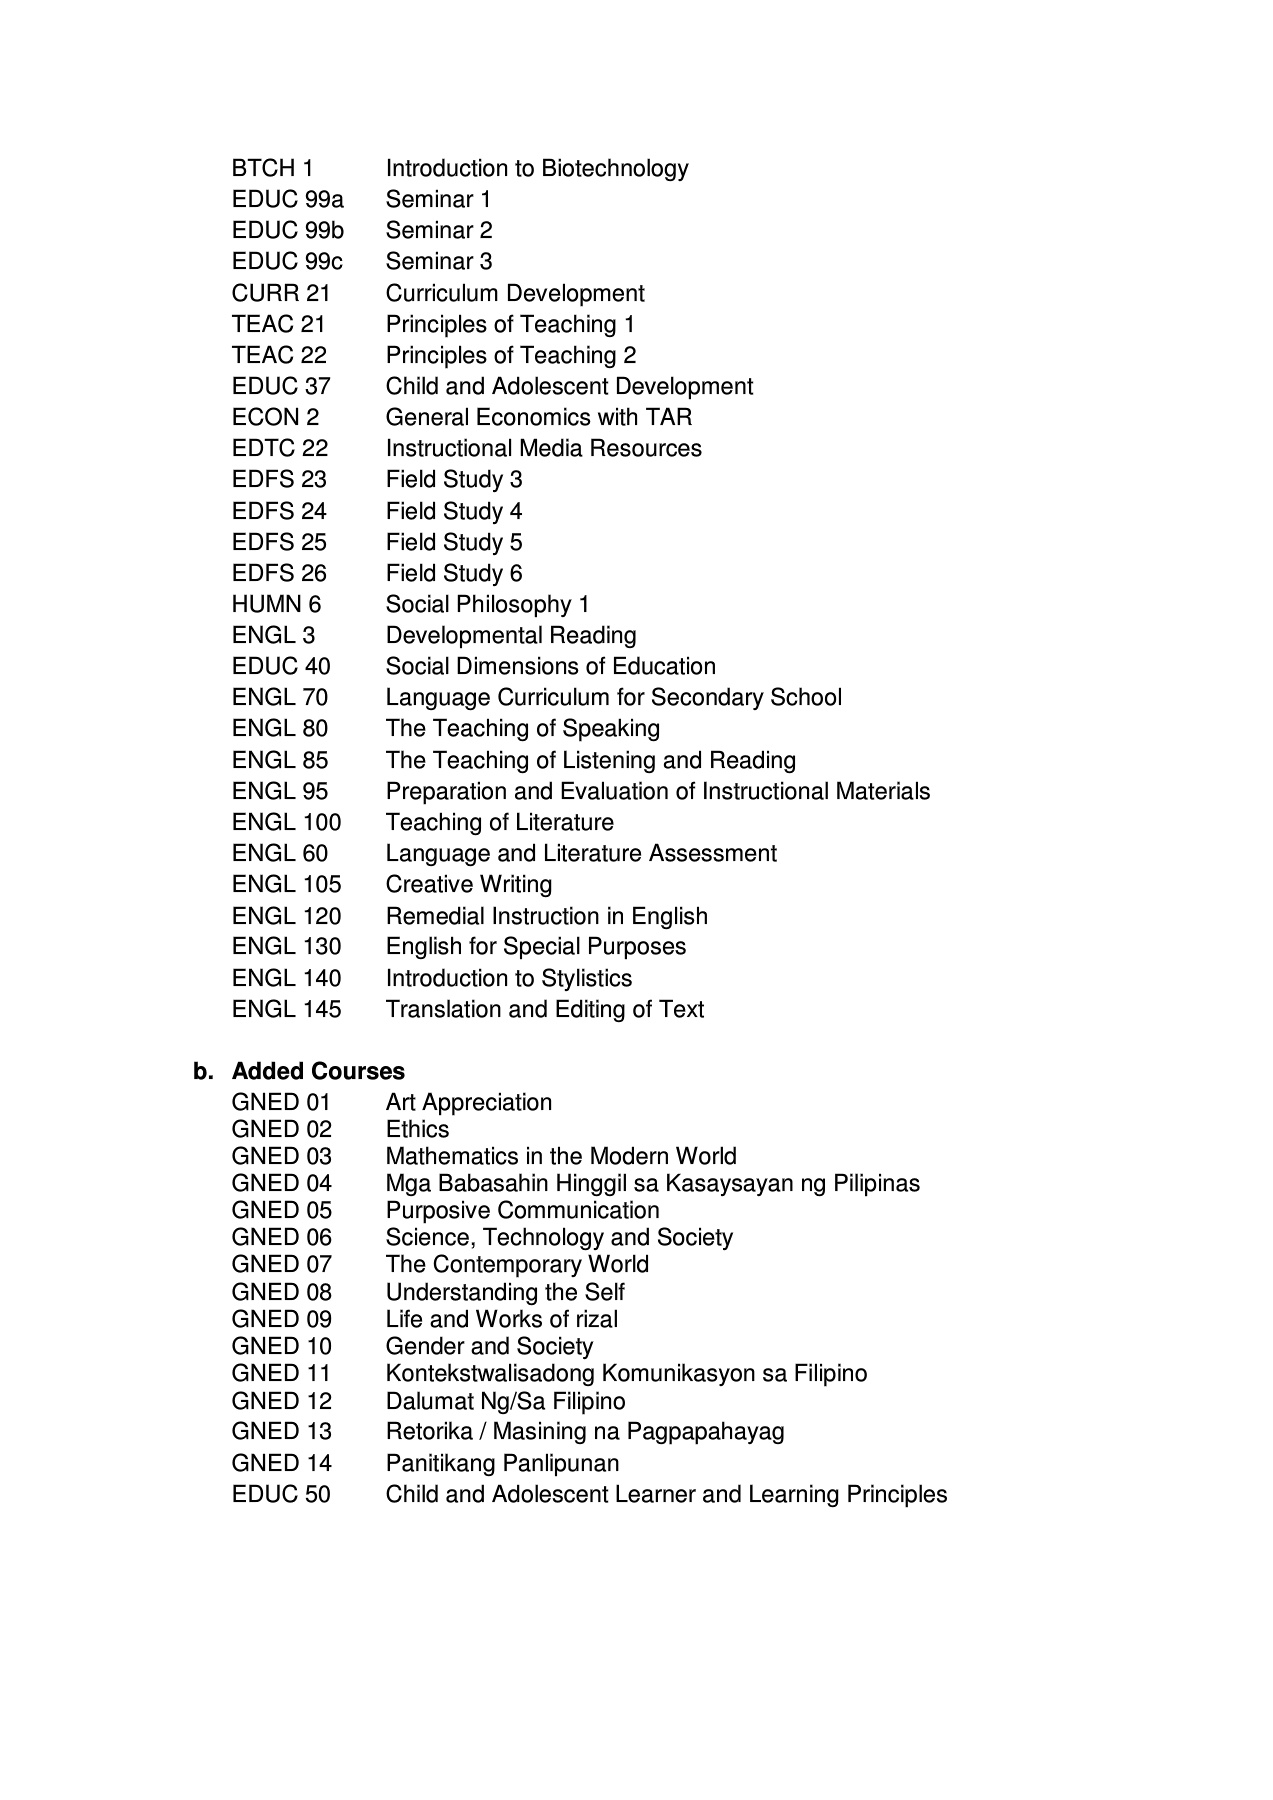 BTCH 1 Introduction to Biotechnology
EDUC 99a Seminar 1
EDUC 99b Seminar 2
EDUC 99c Seminar 3
CURR 21 Curriculum Development
TEAC 21 Principles of Teaching 1
TEAC 22 Principles of Teaching 2
EDUC 37 Child and Adolescent Development
ECON 2 General Economics with TAR
EDTC 22 Instructional Media Resources
EDFS 23 Field Study 3
EDFS 24 Field Study 4
EDFS 25 Field Study 5
EDFS 26 Field Study 6
HUMN 6 Social Philosophy 1
ENGL 3 Developmental Reading
EDUC 40 Social Dimensions of Education
ENGL 70 Language Curriculum for Secondary School
ENGL 80 The Teaching of Speaking
ENGL 85 The Teaching of Listening and Reading
ENGL 95 Preparation and Evaluation of Instructional Materials
ENGL 100 Teaching of Literature
ENGL 60 Language and Literature Assessment
ENGL 105 Creative Writing
ENGL 120 Remedial Instruction in English
ENGL 130 English for Special Purposes
ENGL 140 Introduction to Stylistics
ENGL 145 Translation and Editing of Text
b. Added Courses
GNED 01 Art Appreciation
GNED 02 Ethics
GNED 03 Mathematics in the Modern World
GNED 04 Mga Babasahin Hinggil sa Kasaysayan ng Pilipinas
GNED 05 Purposive Communication
GNED 06 Science, Technology and Society
GNED 07 The Contemporary World
GNED 08 Understanding the Self
GNED 09 Life and Works of rizal
GNED 10 Gender and Society
GNED 11 Kontekstwalisadong Komunikasyon sa Filipino
GNED 12 Dalumat Ng/Sa Filipino
GNED 13 Retorika / Masining na Pagpapahayag
GNED 14 Panitikang Panlipunan
EDUC 50 Child and Adolescent Learner and Learning Principles